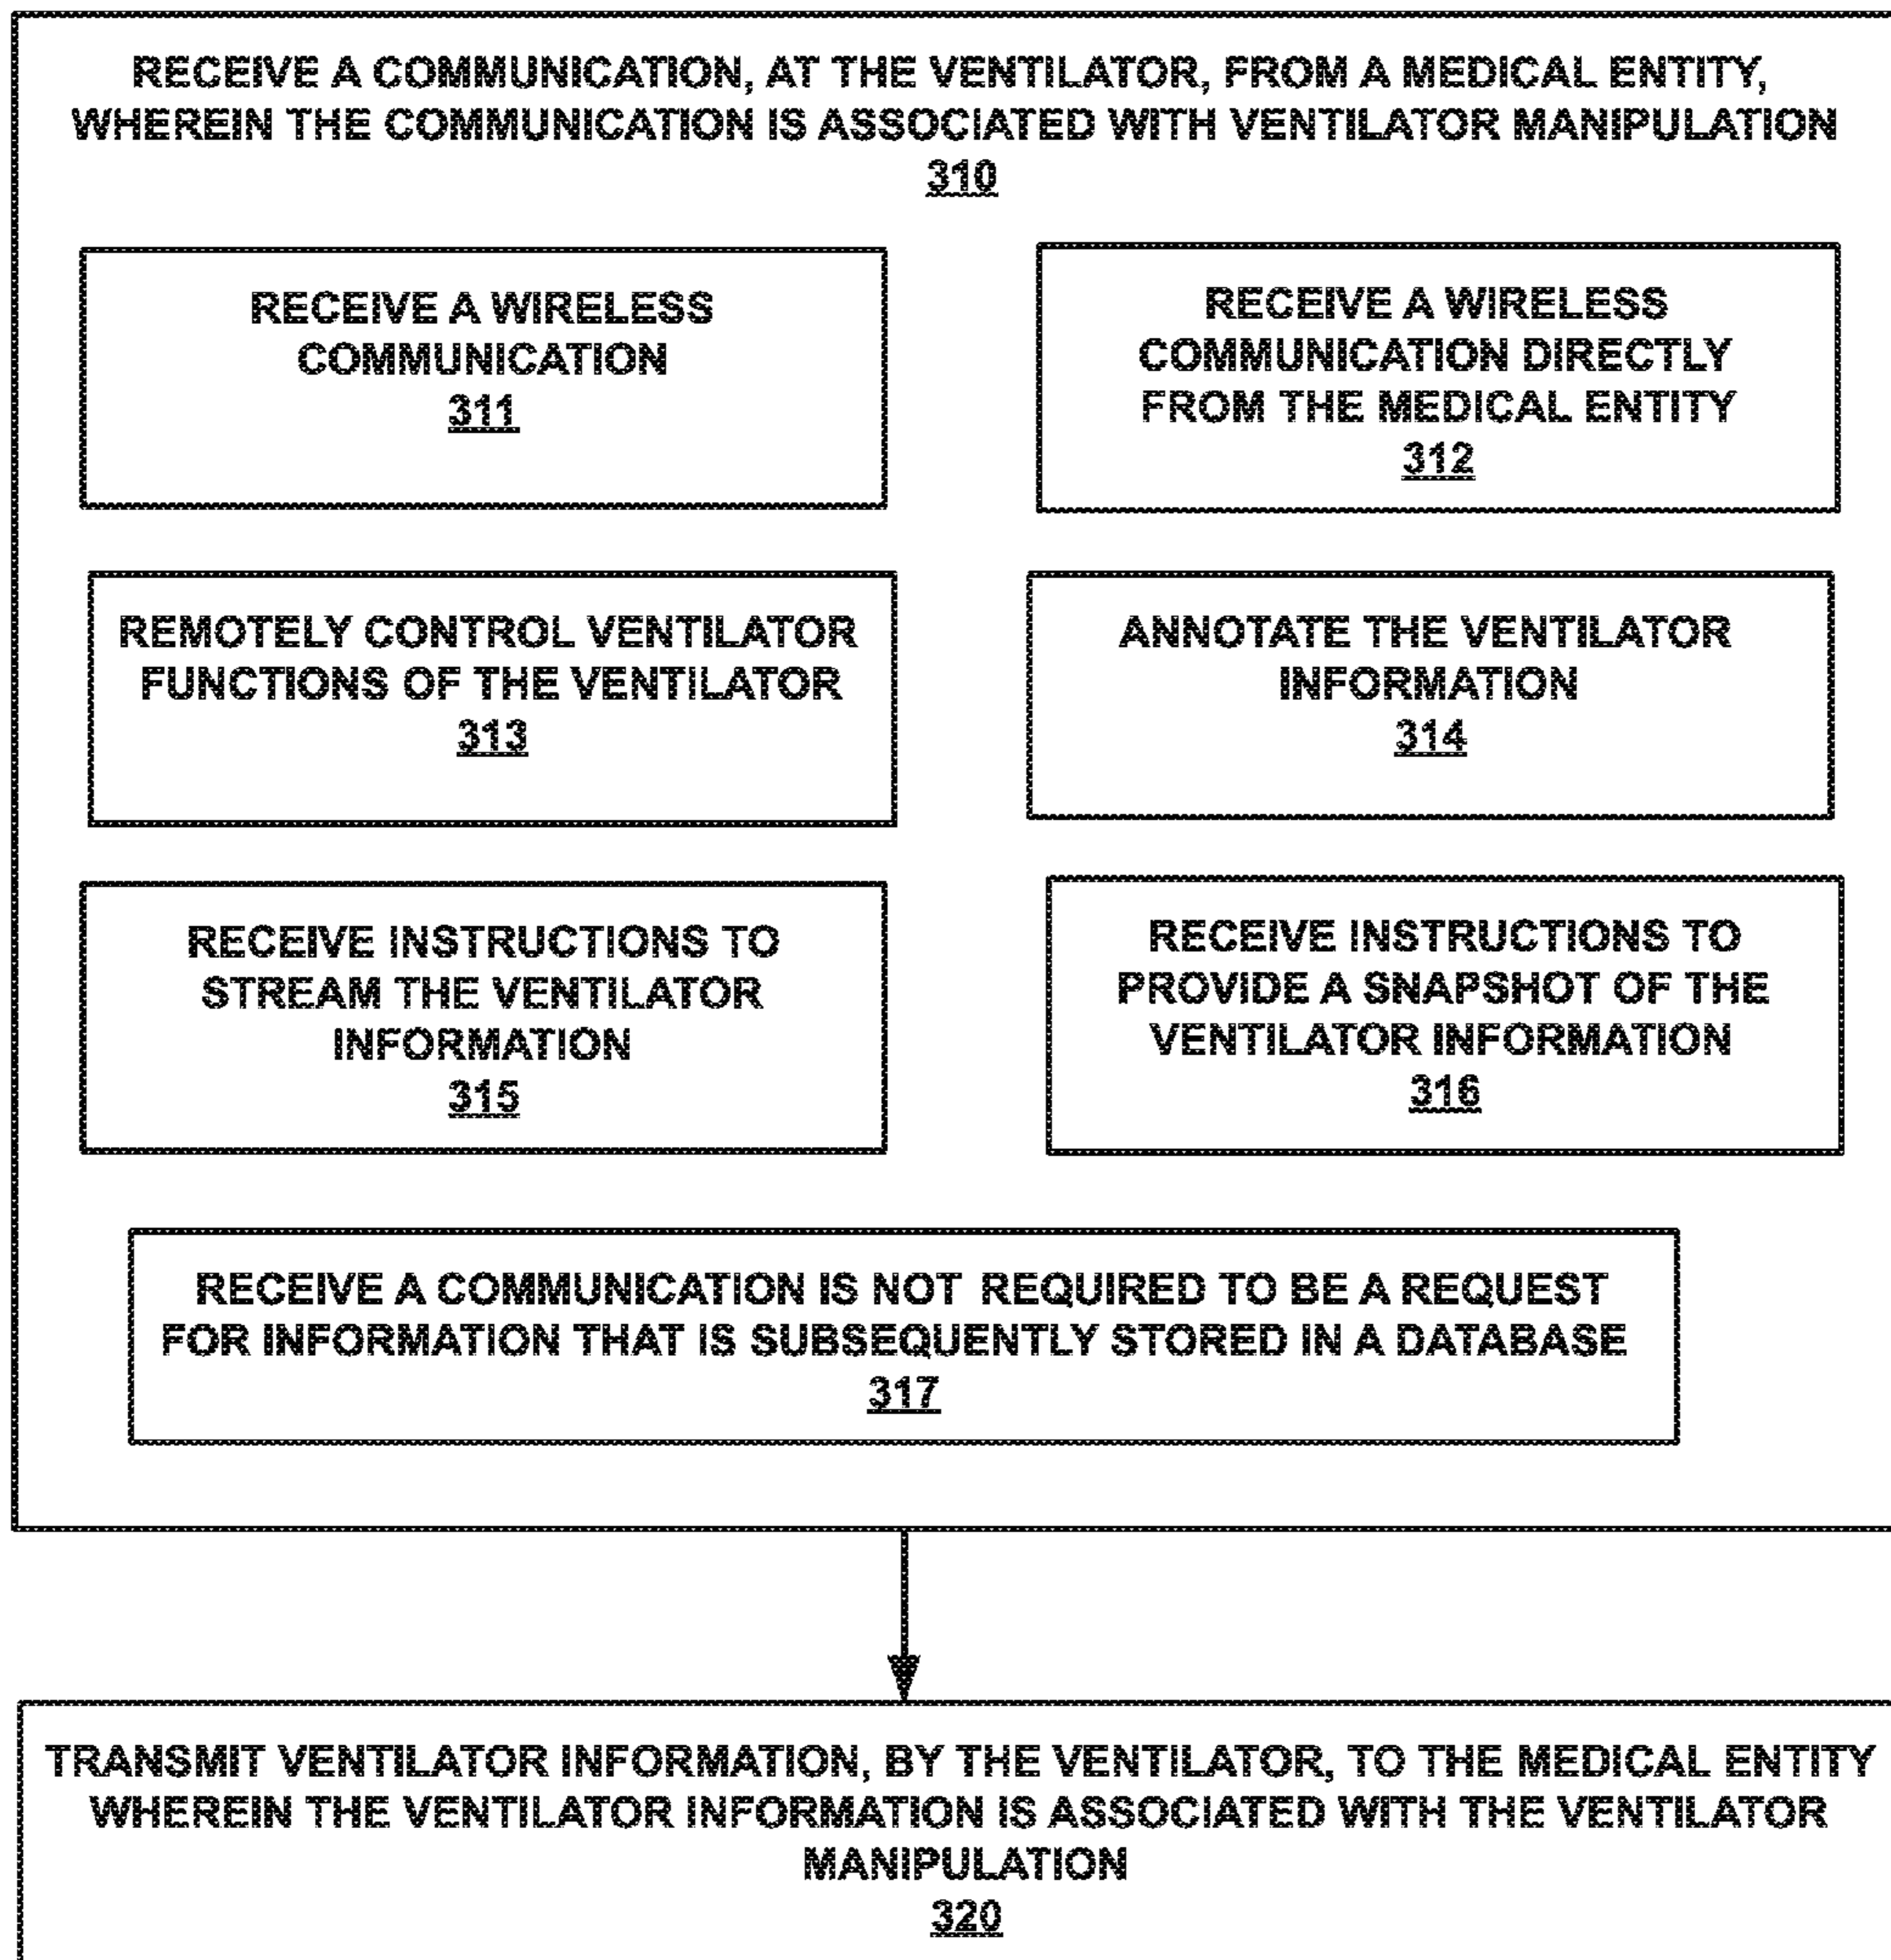 RECEIVE A COMMUNICATION, AT THE VENTILATOR, FROM A MEDICAL ENTITY,
WHEREIN THE COMMUNICATION IS ASSOCIATED WITH VENTILATOR MANIPULATION
310
RECEIVE A WIRELESS
COMMUNICATION
311
RECEIVE A WIRELESS
COMMUNICATION DIRECTLY
FROM THE MEDICAL ENTITY
312
REMOTELY CONTROL VENTILATOR
FUNCTIONS OF THE VENTILATOR
313
ANNOTATE THE VENTILATOR
INFORMATION
314
RECEIVE INSTRUCTIONS TO
STREAM THE VENTILATOR
INFORMATION
315
RECEIVE INSTRUCTIONS TO
PROVIDE A SNAPSHOT OF THE
VENTILATOR INFORMATION
316
RECEIVE A COMMUNICATION IS NOT REQUIRED TO BE A REQUEST
FOR INFORMATION THAT IS SUBSEQUENTLY STORED IN A DATABASE
317
TRANSMIT VENTILATOR INFORMATION, BY THE VENTILATOR, TO THE MEDICAL ENTITY
WHEREIN THE VENTILATOR INFORMATION IS ASSOCIATED WITH THE VENTILATOR
MANIPULATION
320